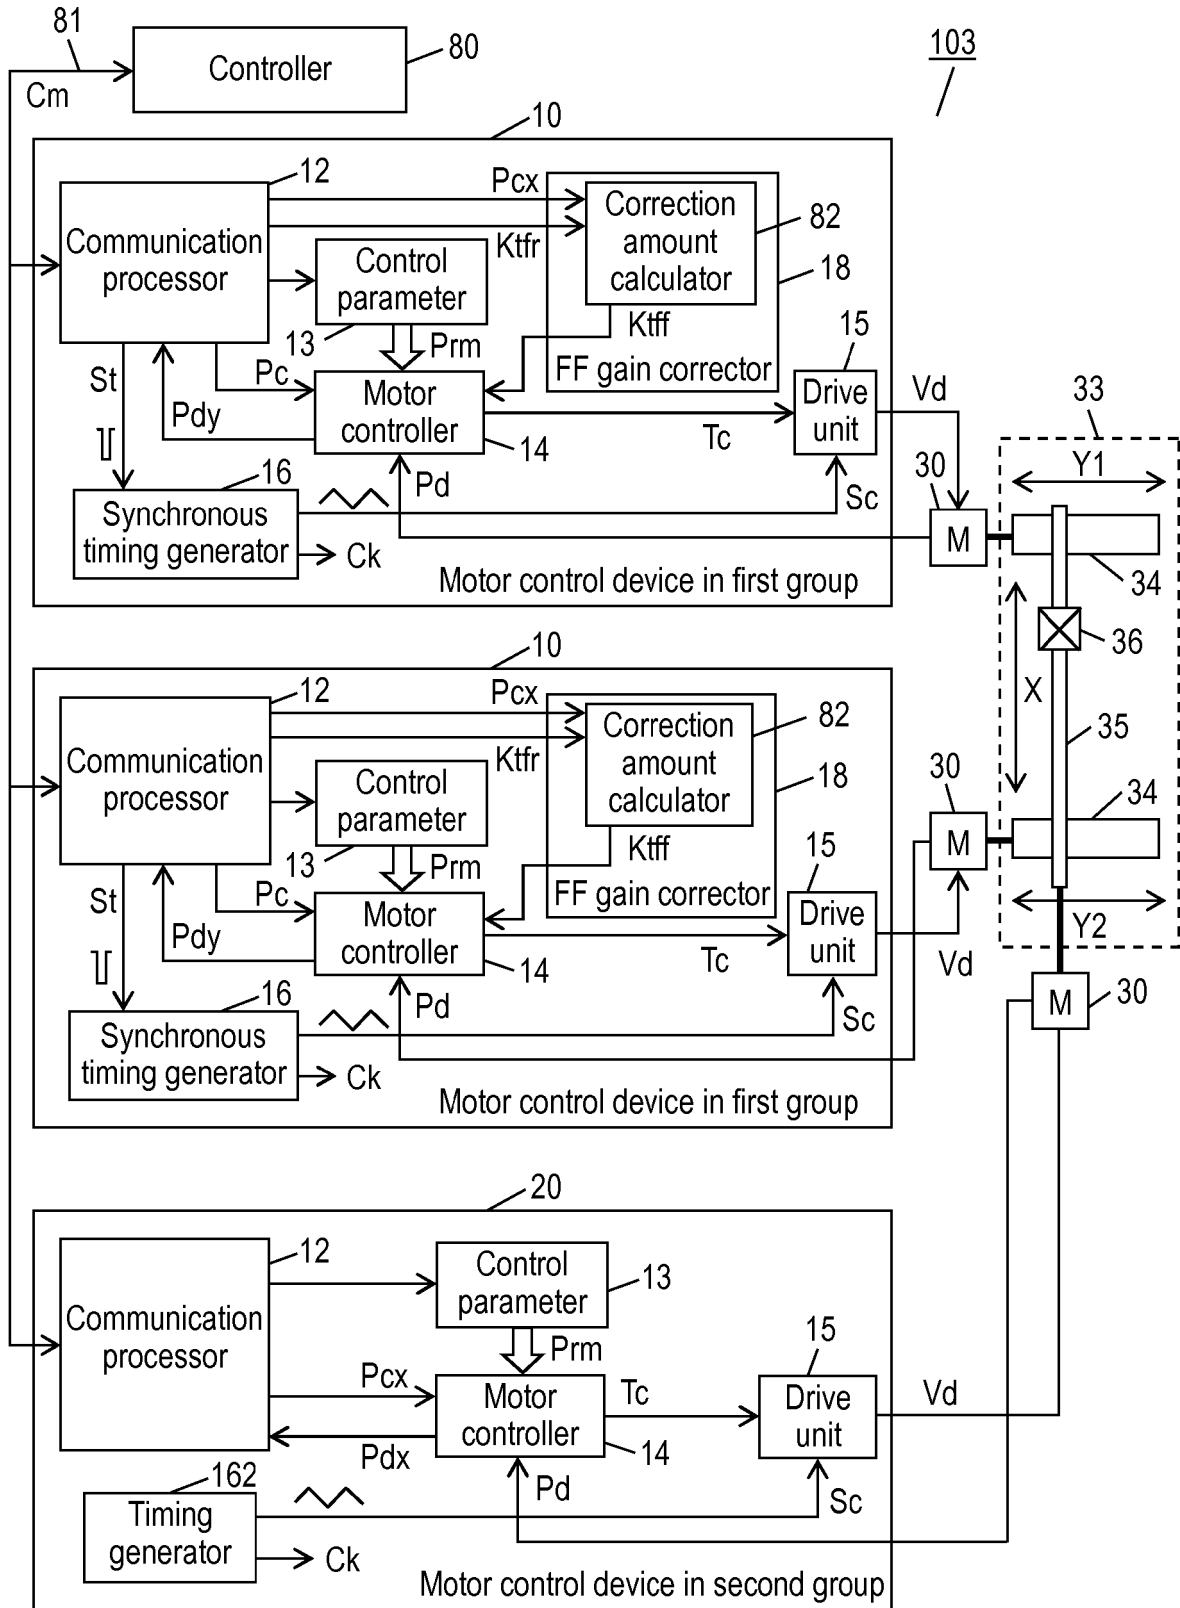 81
Controller
80
103
Cm
10
12
Pcx
Communication
processor
Ktfr
Correction
amount
calculator
82
Control
parameter
18
13
Prm
Ktff
FF gain corrector
15
St
Pc
Pdy
Motor
controller
14
Tc
Drive
unit
Vd
33
16
Pd
Sc
30
Y1
Synchronous
timing generator
Ck
M
34
Motor control device in first group
36
X
10
12
Pcx
Communication
processor
Ktfr
Correction
amount
calculator
82
35
Control
parameter
18
30
34
13
Prm
Ktff
FF gain corrector
15
M
St
Pc
Pdy
Motor
controller
14
Tc
Drive
unit
Vd
Y2
16
Pd
Sc
M
30
Synchronous
timing generator
Ck
Motor control device in first group
20
12
Control
parameter
13
Communication
processor
Prm
15
Pcx
Motor
controller
Tc
Drive
unit
Vd
Pdx
14
162
Pd
Sc
Timing
generator
Ck
Motor control device in second group